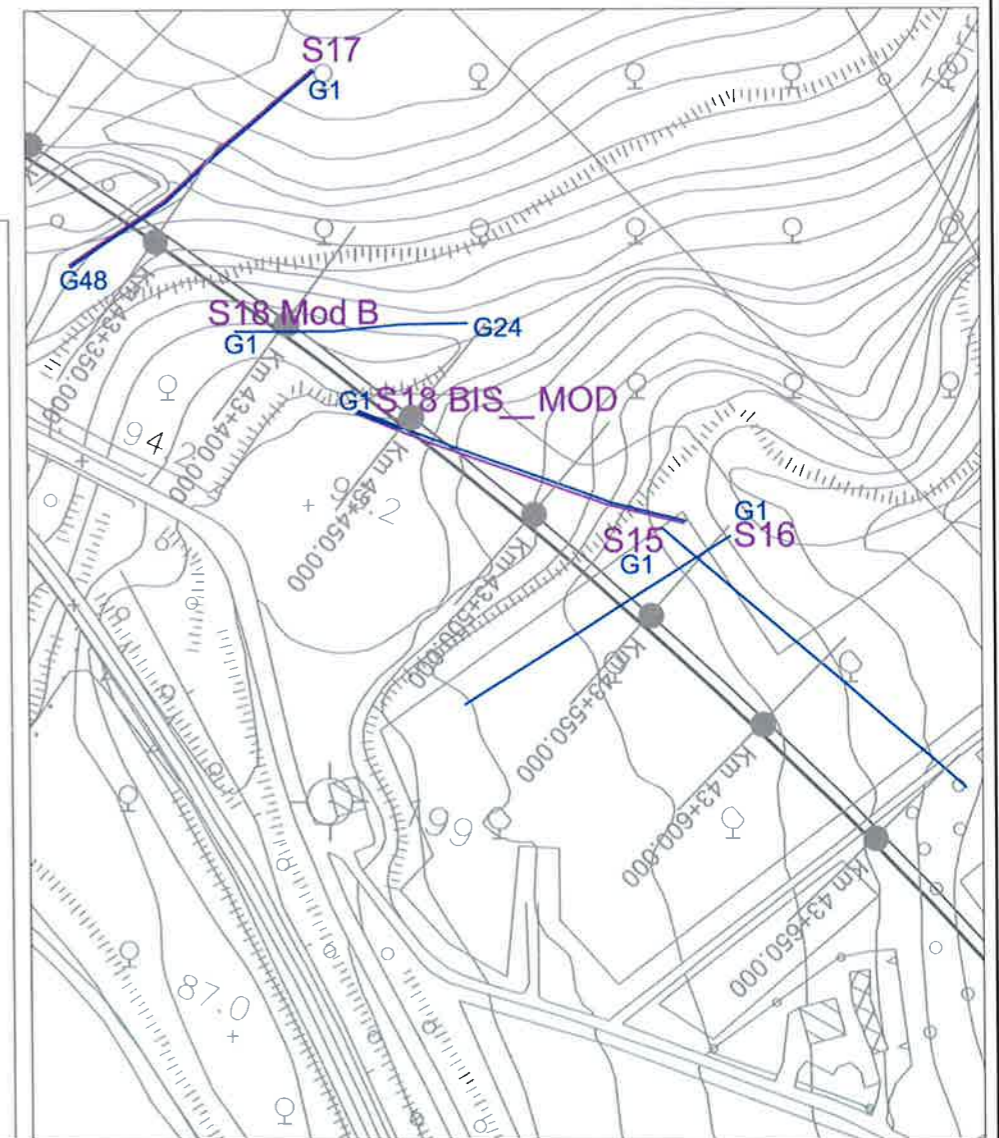 S17
G1
G48
S18 Mod B
G1
G24
G1
S18 BIS_MOD
Km 43+350.000
Km 43+400.000
Km 43+450.000
Km 43+500.000
Km 43+550.000
Km 43+600.000
Km 43+650.000
G1
S16
S15
G1
99
87.0